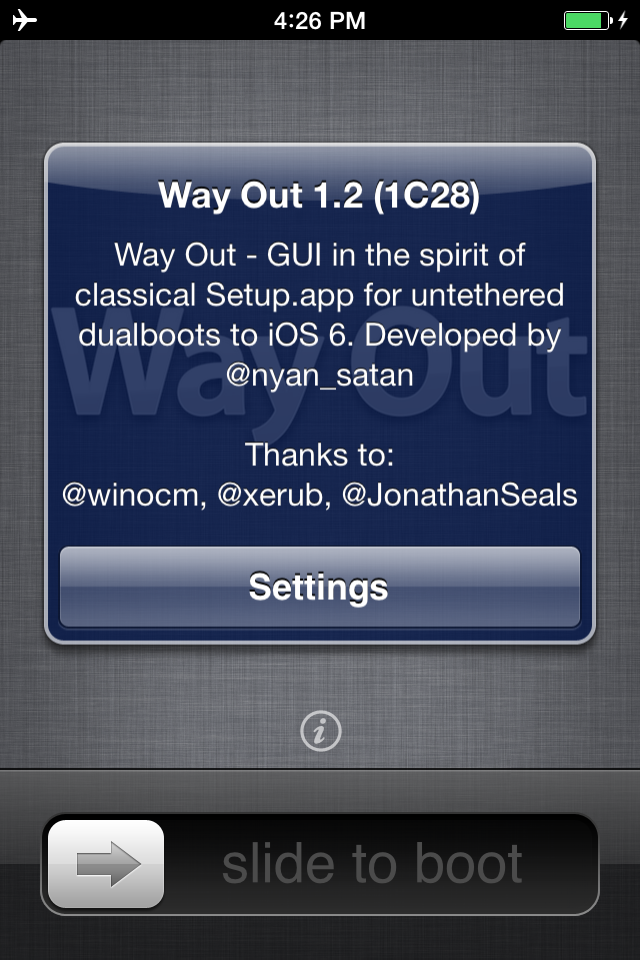 4:26 PM
Way Out 1.2 (1C28)
Way Out - GUI in the spirit of
classical Setup.app for untethered
dualboots to iOS 6. Developed by
@nyan_satan
Way Out
Thanks to:
@winocm, @xerub, @JonathanSeals
Settings
i
slide to boot